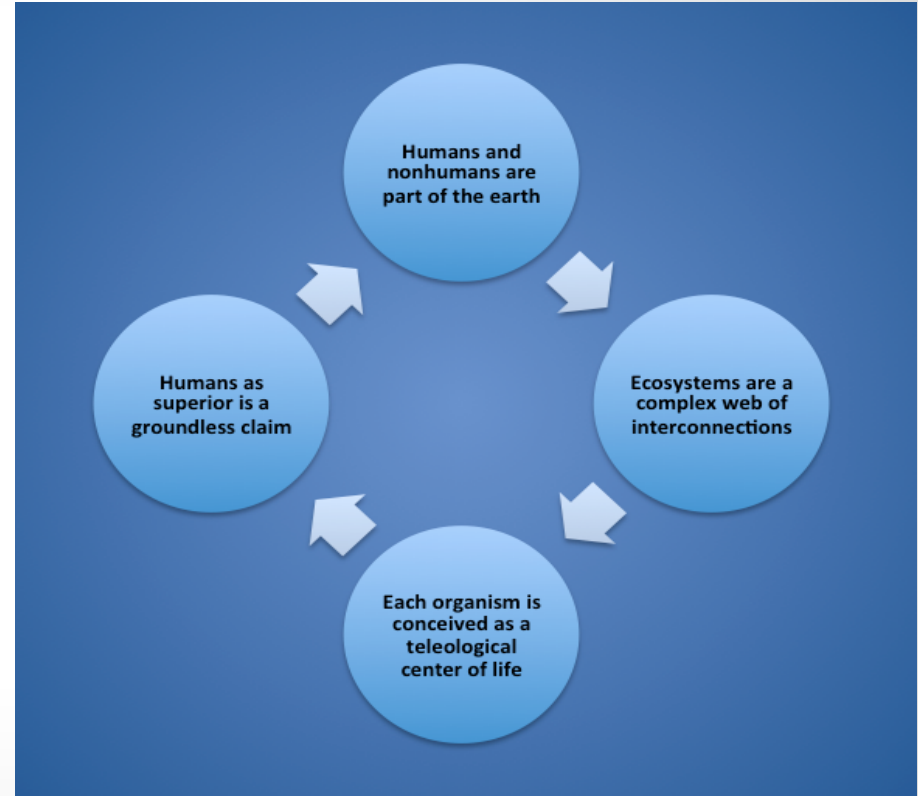 Humans and
nonhumans are
part of the earth
Ecosystems are a
complex web of
interconnections
Each organism is
conceived as a
teleological
center of life
Humans as
superior is a
groundless claim